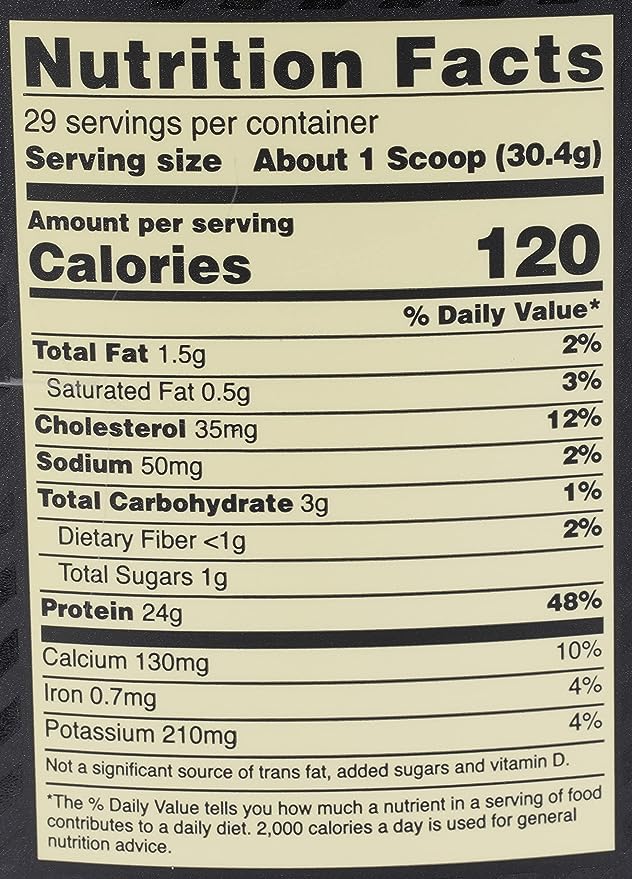 Nutrition Facts
29 servings per container
Serving size About 1 Scoop (30.4g)
Amount per serving
Calories 120
% Daily Value*
Total Fat 1.5g 2%
Saturated Fat 0.5g 3%
Cholesterol 35mg 12%
Sodium 50mg 2%
Total Carbohydrate 3g 1%
Dietary Fiber <1g 2%
Total Sugars 1g
Protein 24g 48%
Calcium 130mg 10%
Iron 0.7mg 4%
Potassium 210mg 4%
Not a significant source of trans fat, added sugars and vitamin D.
*The % Daily Value tells you how much a nutrient in a serving of food
contributes to a daily diet. 2,000 calories a day is used for general
nutrition advice.